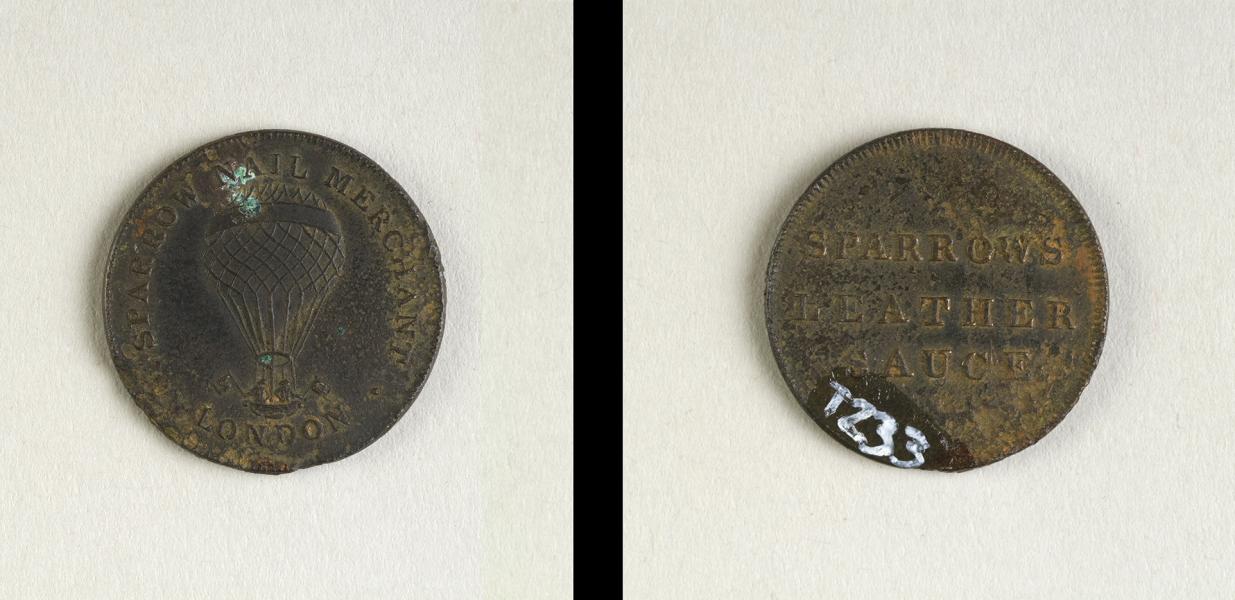 SPARROW NAIL MERCHANT
LONDON
SPARROWS
LEATHER
SAUCE
T233